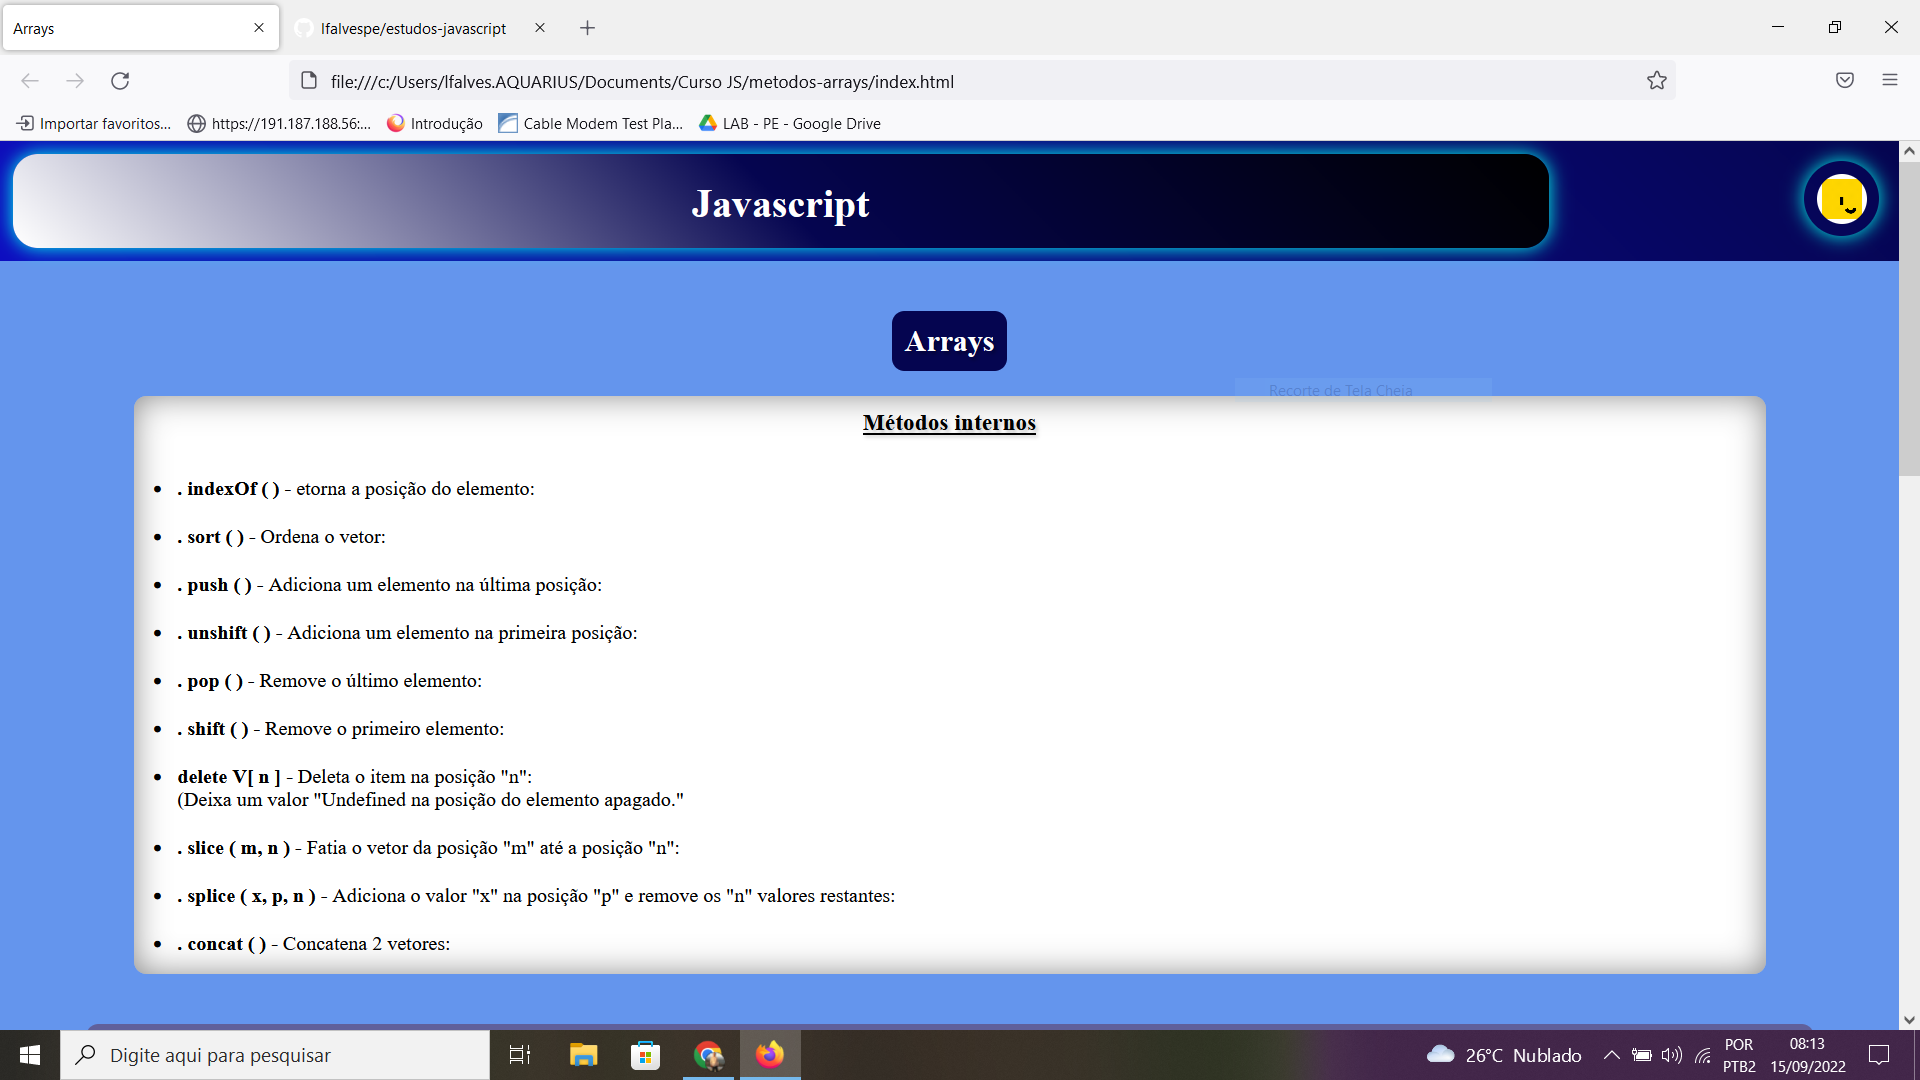 Arrays
lfalvespe/estudos-javascript
file:///c:/Users/lfalves.AQUARIUS/Documents/Curso JS/metodos-arrays/index.html
Importar favoritos...
https://191.187.188.56:...
Introdução
Cable Modem Test Pla...
LAB - PE - Google Drive
Javascript
Arrays
Recorte de Tela Cheia
Métodos internos
• . indexOf ( ) - etorna a posição do elemento:
• . sort ( ) - Ordena o vetor:
• . push ( ) - Adiciona um elemento na última posição:
• . unshift ( ) - Adiciona um elemento na primeira posição:
• . pop ( ) - Remove o último elemento:
• . shift ( ) - Remove o primeiro elemento:
• delete V[ n ] - Deleta o item na posição "n":
(Deixa um valor "Undefined na posição do elemento apagado."
• . slice ( m, n ) - Fatia o vetor da posição "m" até a posição "n":
• . splice ( x, p, n ) - Adiciona o valor "x" na posição "p" e remove os "n" valores restantes:
• . concat ( ) - Concatena 2 vetores:
Digite aqui para pesquisar
26°C Nublado
POR
PTB2
08:13
15/09/2022